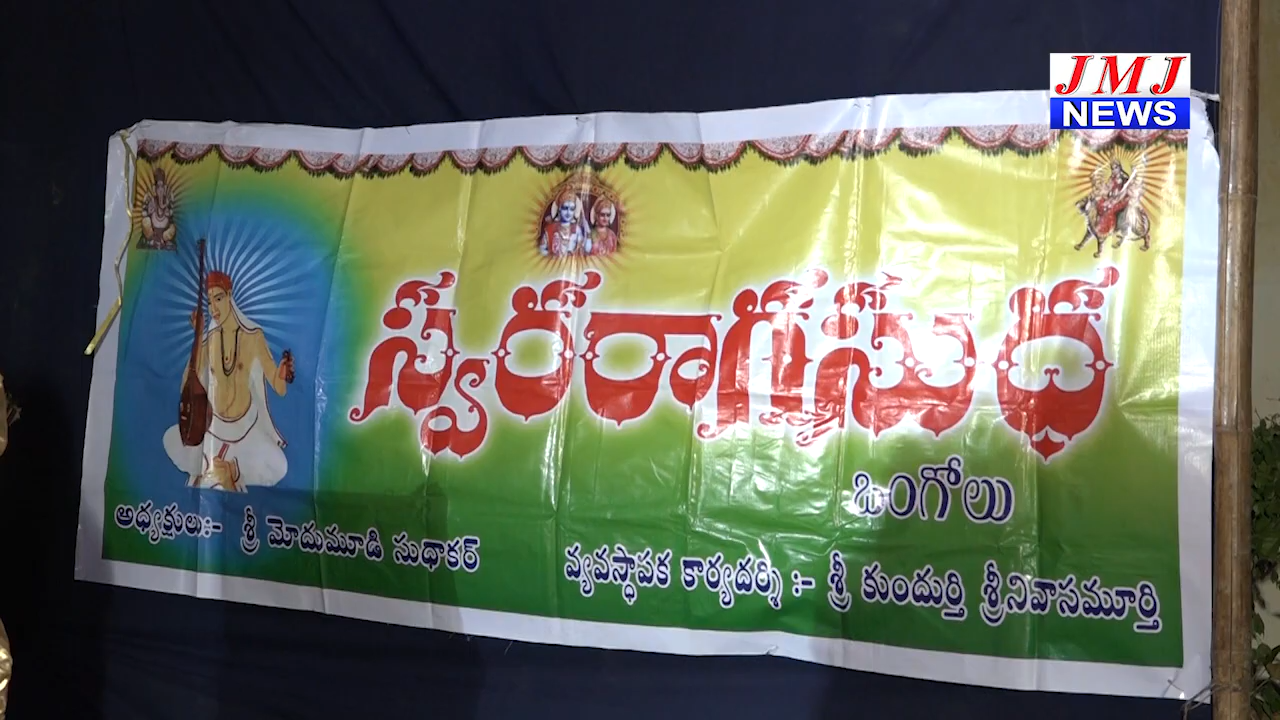 JMJ
NEWS
స్వరరాగసుధ
ఒంగోలు
అధ్యక్షులు:- శ్రీ మోదుమూడి సుధాకర్
వ్యవస్థాపక కార్యదర్శి :- శ్రీ కుందుర్తి శ్రీనివాసమూర్తి